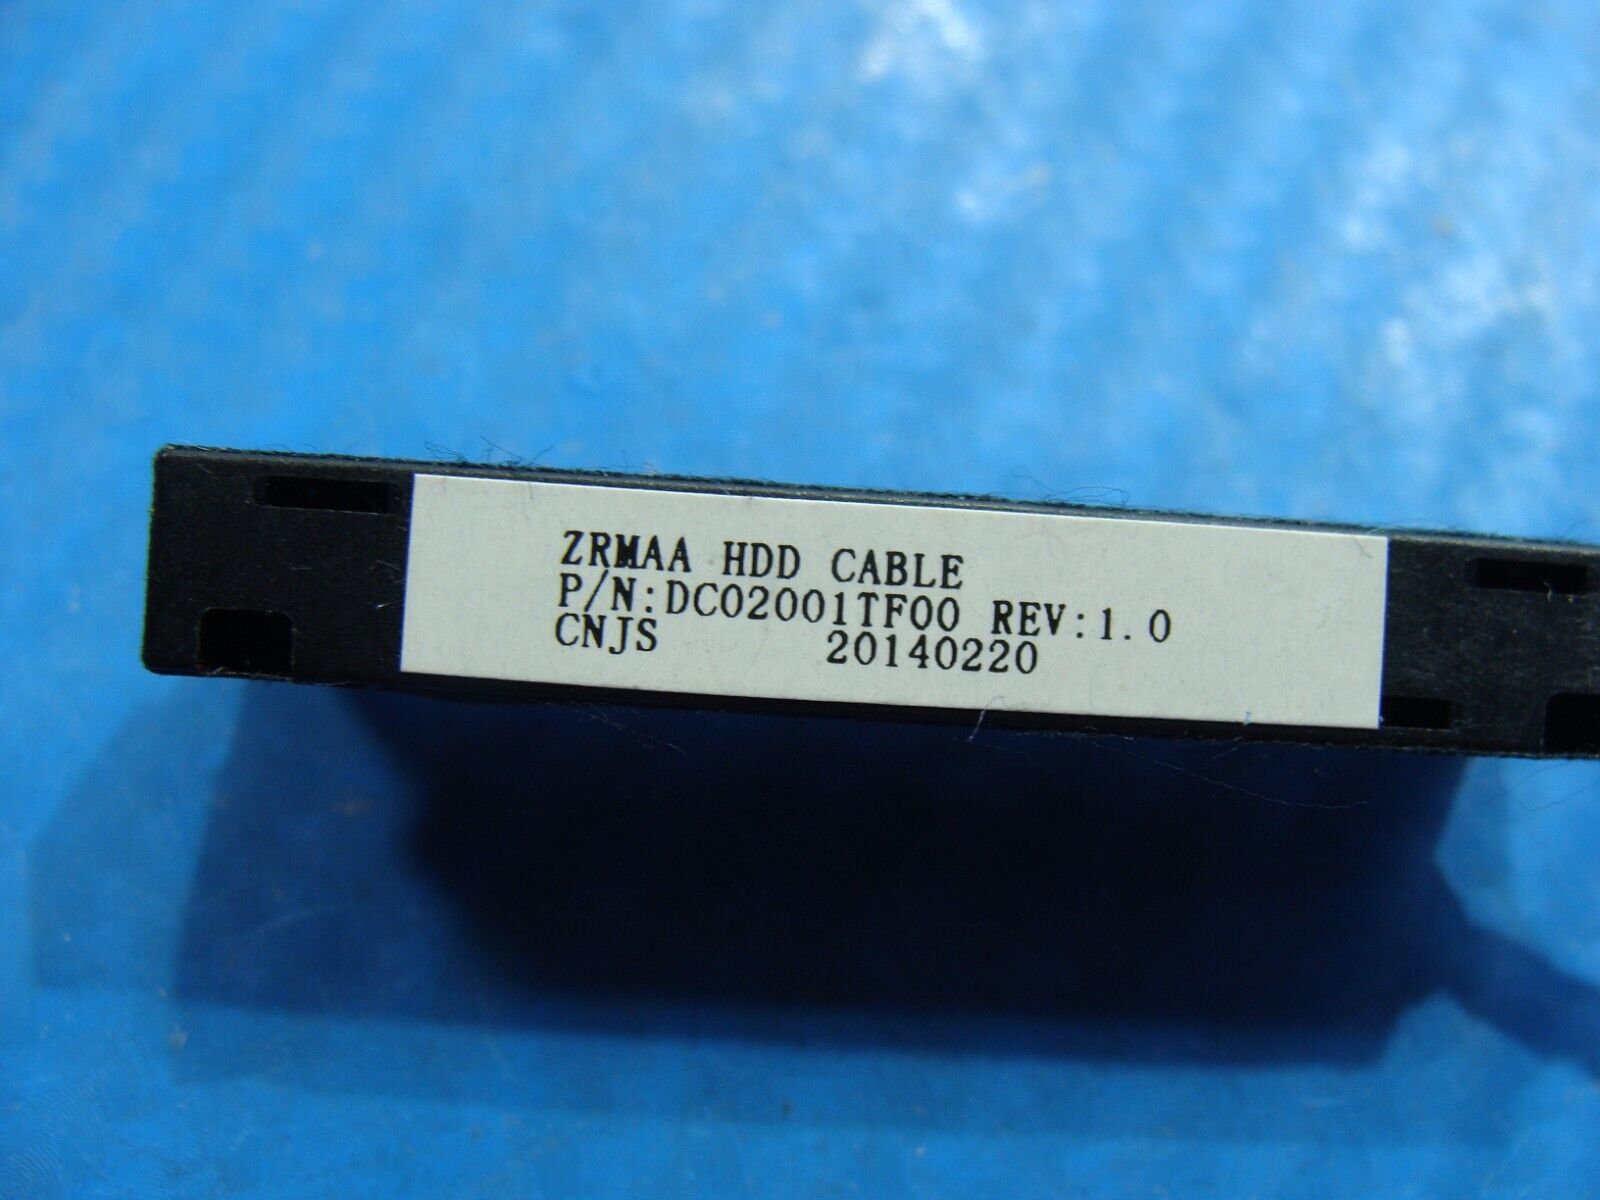 ZRMAA HDD CABLE
P/N:DC02001TF00 REV:1.0
CNJS 20140220